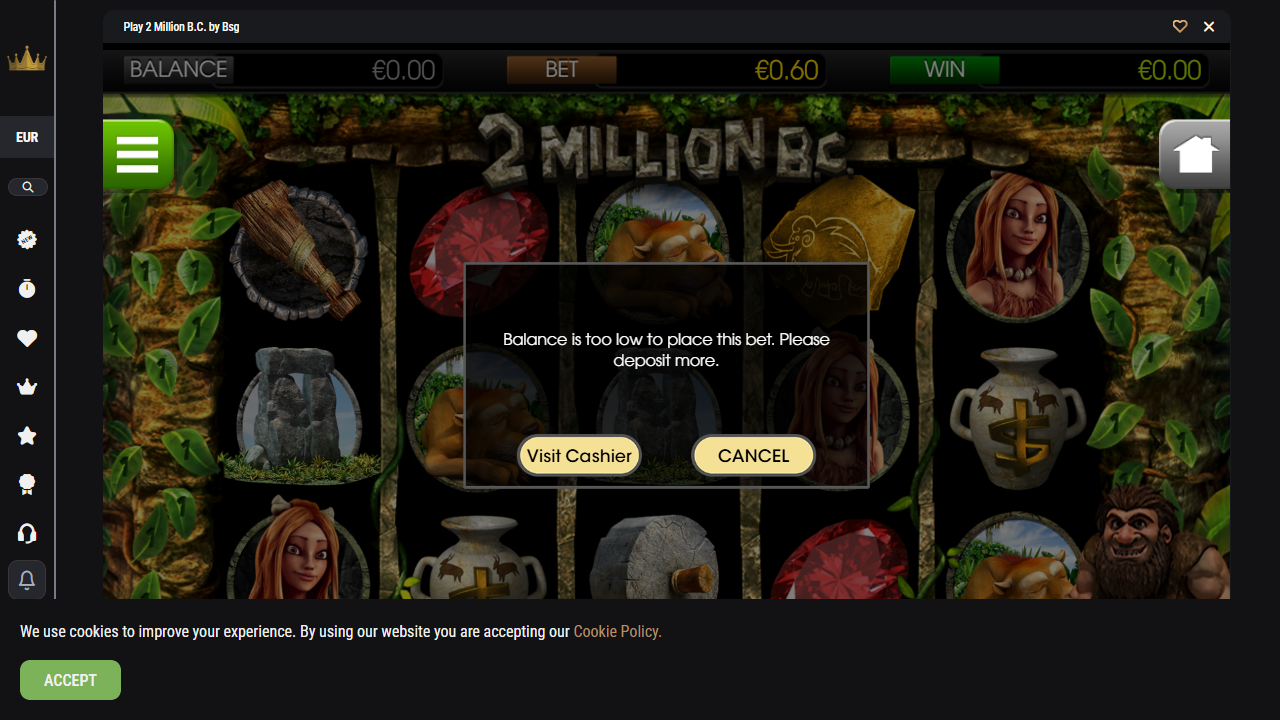 Play 2 Million B.C. by Bsg
BALANCE €0.00 BET €0.60 WIN €0.00
EUR
NEW
2 MILLION B.C.
Balance is too low to place this bet. Please
deposit more.
Visit Cashier CANCEL
We use cookies to improve your experience. By using our website you are accepting our Cookie Policy.
ACCEPT